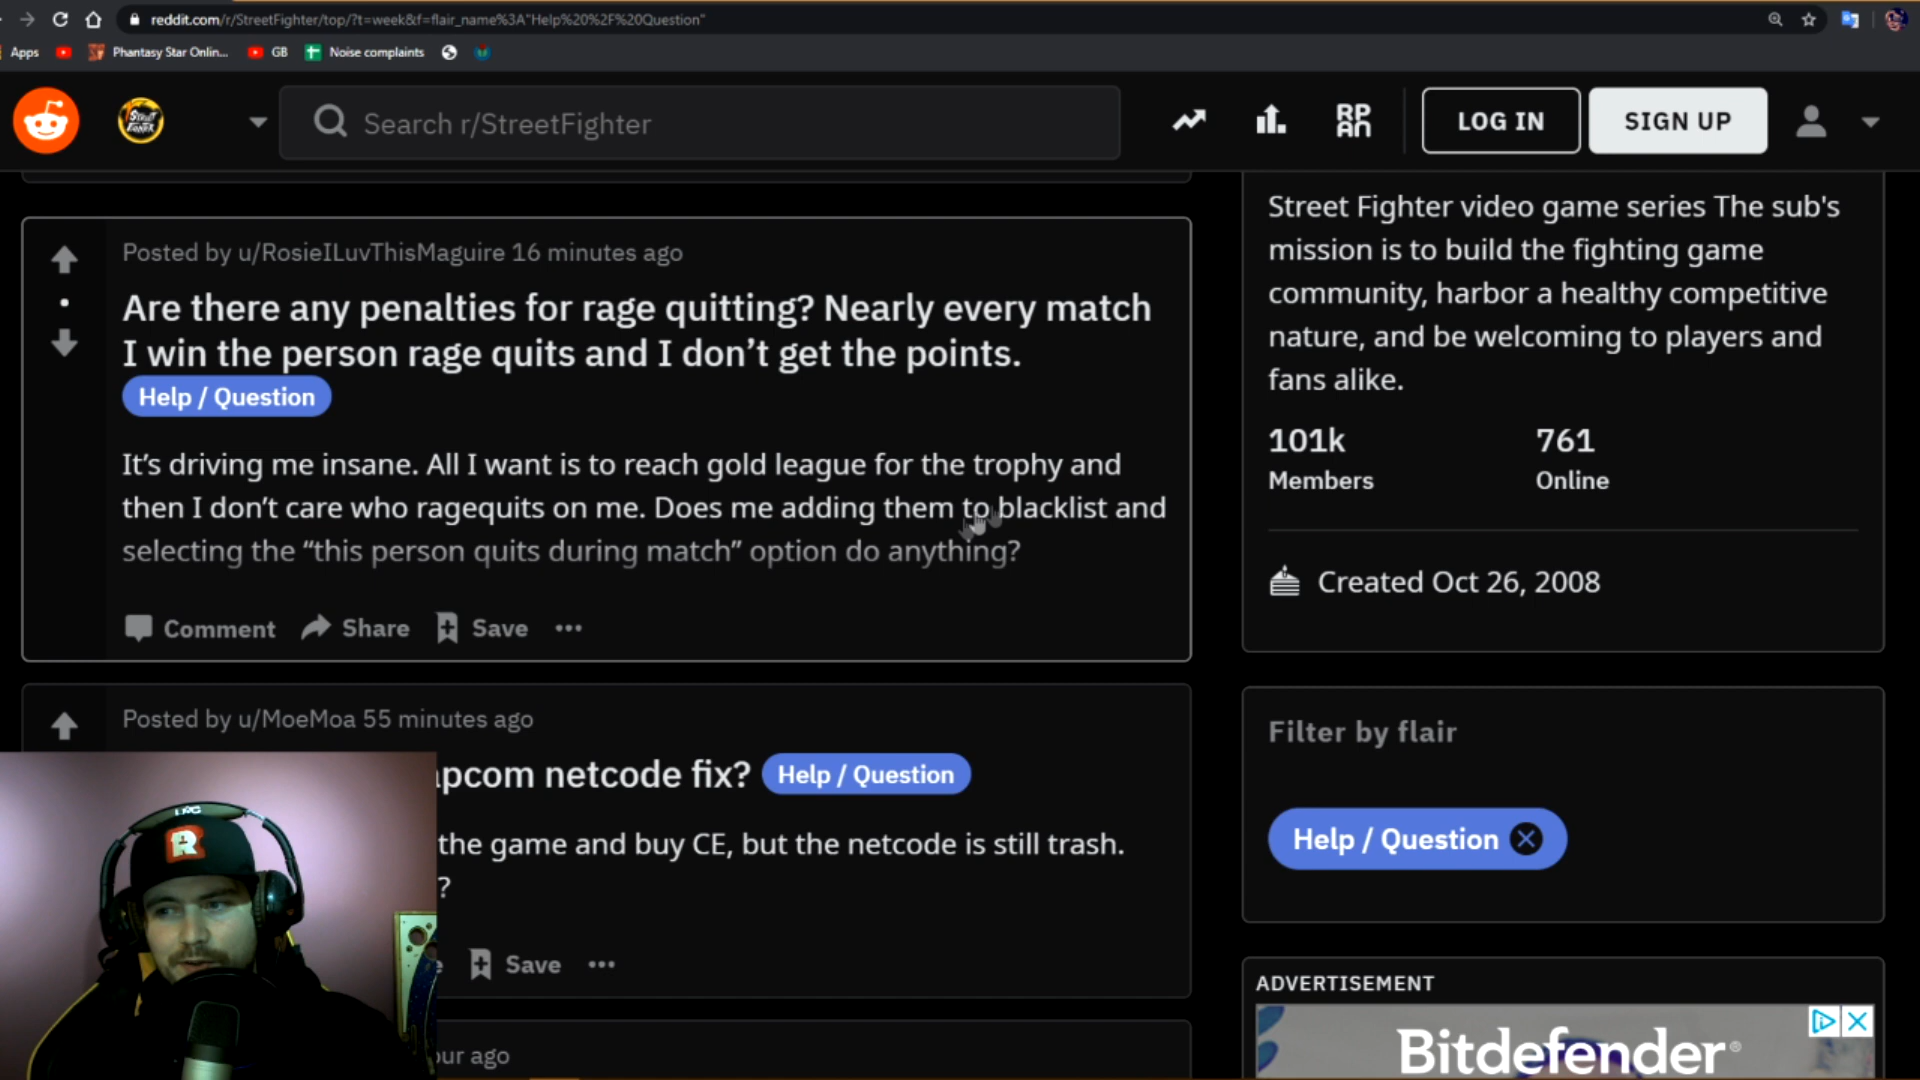 reddit.com/r/StreetFighter/top/?t=week&f=flair_name%3A"Help%20%2F%20Question"
Apps
Phantasy Star Onlin...
GB
Noise complaints
STREET FIGHTER
Search r/StreetFighter
RPAN
LOG IN
SIGN UP
Posted by u/RosieILuvThisMaguire 16 minutes ago
Are there any penalties for rage quitting? Nearly every match
I win the person rage quits and I don’t get the points.
Help / Question
It’s driving me insane. All I want is to reach gold league for the trophy and
then I don’t care who ragequits on me. Does me adding them to blacklist and
selecting the “this person quits during match” option do anything?
Comment
Share
Save
Posted by u/MoeMoa 55 minutes ago
apcom netcode fix?
Help / Question
the game and buy CE, but the netcode is still trash.
?
Save
our ago
Street Fighter video game series The sub's
mission is to build the fighting game
community, harbor a healthy competitive
nature, and be welcoming to players and
fans alike.
101k
Members
761
Online
Created Oct 26, 2008
Filter by flair
Help / Question
ADVERTISEMENT
Bitdefender®
R